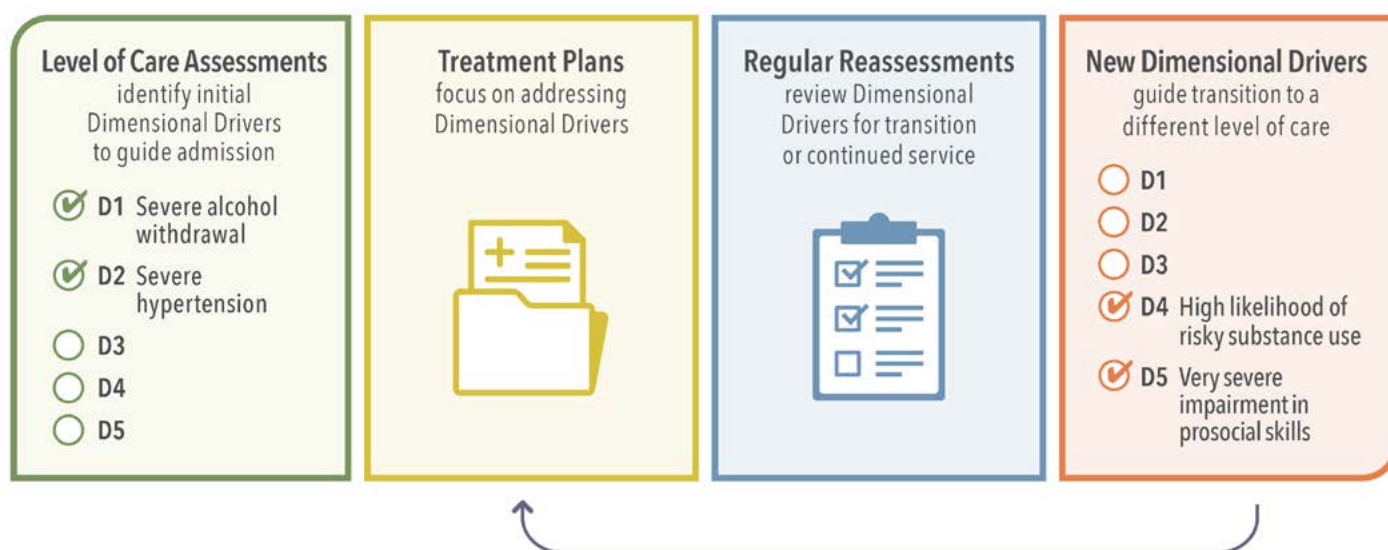 Level of Care Assessments
identify initial
Dimensional Drivers
to guide admission
D1 Severe alcohol
withdrawal
D2 Severe
hypertension
D3
D4
D5
Treatment Plans
focus on addressing
Dimensional Drivers
Regular Reassessments
review Dimensional
Drivers for transition
or continued service
New Dimensional Drivers
guide transition to a
different level of care
D1
D2
D3
D4 High likelihood of
risky substance use
D5 Very severe
impairment in
prosocial skills